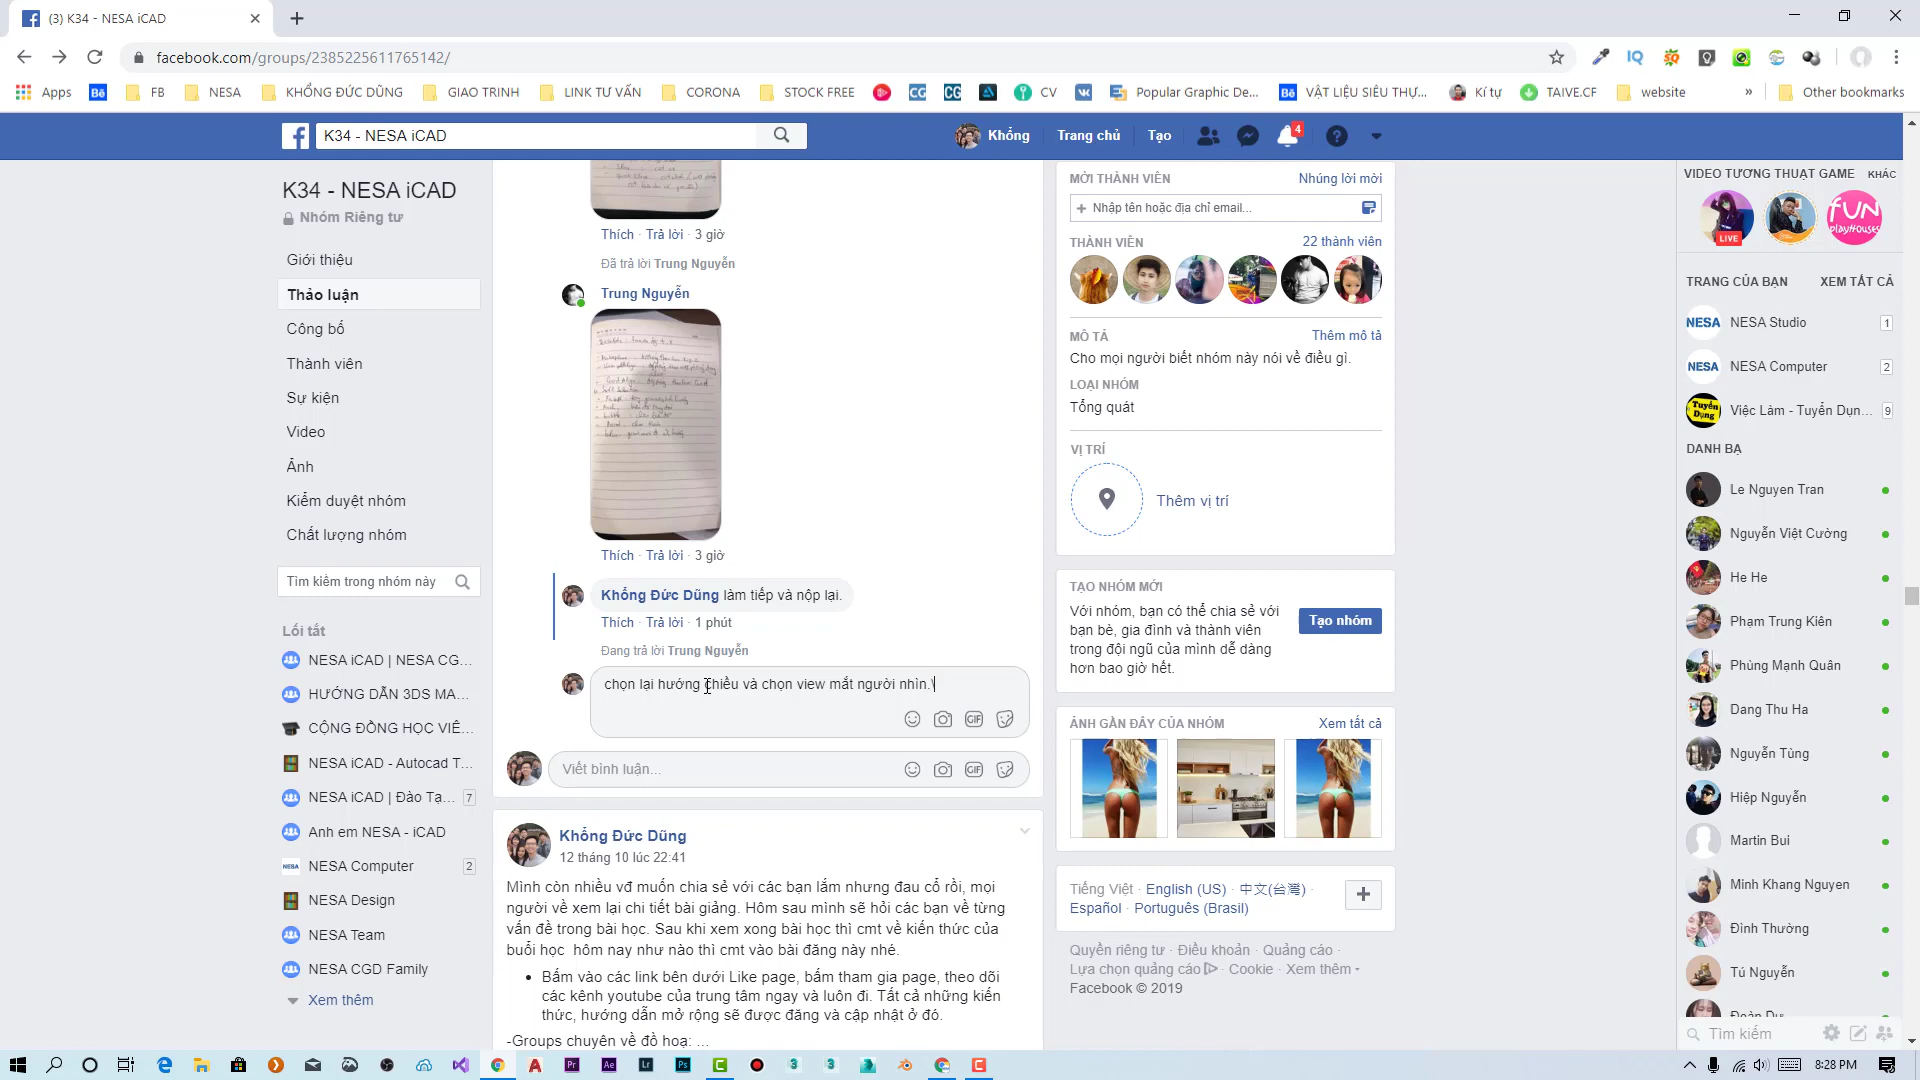 (3) K34 - NESA iCAD
facebook.com/groups/2385225611765142/
Apps
FB
NESA
KHỔNG ĐỨC DŨNG
GIAO TRINH
LINK TƯ VẤN
CORONA
STOCK FREE
CV
Popular Graphic De...
VẬT LIỆU SIÊU THỰ...
Kí tự
TAIVE.CF
website
»
Other bookmarks
K34 - NESA iCAD
Khổng
Trang chủ
Tạo
4
K34 - NESA iCAD
Nhóm Riêng tư
Giới thiệu
Thảo luận
Công bố
Thành viên
Sự kiện
Video
Ảnh
Kiểm duyệt nhóm
Chất lượng nhóm
Tìm kiếm trong nhóm này
Lối tắt
NESA iCAD | NESA CG...
HƯỚNG DẪN 3DS MA...
CỘNG ĐỒNG HỌC VIÊ...
NESA iCAD - Autocad T...
NESA iCAD | Đào Tạ... 7
Anh em NESA - iCAD
NESA Computer 2
NESA Design
NESA Team
NESA CGD Family
Xem thêm
Thích · Trả lời · 3 giờ
Đã trả lời Trung Nguyễn
Trung Nguyễn
Thích · Trả lời · 3 giờ
Khổng Đức Dũng làm tiếp và nộp lại.
Thích · Trả lời · 1 phút
Đang trả lời Trung Nguyễn
chọn lại hướng chiều và chọn view mắt người nhìn.\
GIF
Viết bình luận...
GIF
Khổng Đức Dũng
12 tháng 10 lúc 22:41
Mình còn nhiều vđ muốn chia sẻ với các bạn lắm nhưng đau cổ rồi, mọi
người về xem lại chi tiết bài giảng. Hôm sau mình sẽ hỏi các bạn về từng
vấn đề trong bài học. Sau khi xem xong bài học thì cmt về kiến thức của
buổi học  hôm nay như nào thì cmt vào bài đăng này nhé.
• Bấm vào các link bên dưới Like page, bấm tham gia page, theo dõi
các kênh youtube của trung tâm ngay và luôn đi. Tất cả những kiến
thức, hướng dẫn mở rộng sẽ được đăng và cập nhật ở đó.
-Groups chuyên về đồ hoạ: ...
MỜI THÀNH VIÊN
Nhúng lời mời
+ Nhập tên hoặc địa chỉ email...
THÀNH VIÊN
22 thành viên
MÔ TẢ
Thêm mô tả
Cho mọi người biết nhóm này nói về điều gì.
LOẠI NHÓM
Tổng quát
VỊ TRÍ
Thêm vị trí
TẠO NHÓM MỚI
Với nhóm, bạn có thể chia sẻ với
bạn bè, gia đình và thành viên
trong đội ngũ của mình dễ dàng
hơn bao giờ hết.
Tạo nhóm
ẢNH GẦN ĐÂY CỦA NHÓM
Xem tất cả
Tiếng Việt · English (US) · 中文(台灣) ·
Español · Português (Brasil)
Quyền riêng tư · Điều khoản · Quảng cáo ·
Lựa chọn quảng cáo · Cookie · Xem thêm
Facebook © 2019
VIDEO TƯƠNG THUẬT GAME
KHÁC
LIVE
FUN
PLAYHOUSES
TRANG CỦA BẠN
XEM TẤT CẢ
NESA
NESA Studio
1
NESA
NESA Computer
2
Tuyển
Dụng
Việc Làm - Tuyển Dụn...
9
DANH BẠ
Le Nguyen Tran
Nguyễn Việt Cường
He He
Phạm Trung Kiên
Phùng Mạnh Quân
Dang Thu Ha
Nguyễn Tùng
Hiệp Nguyễn
Martin Bui
Minh Khang Nguyen
Đình Thường
Tú Nguyễn
Đoàn Dư
Tìm kiếm
8:28 PM